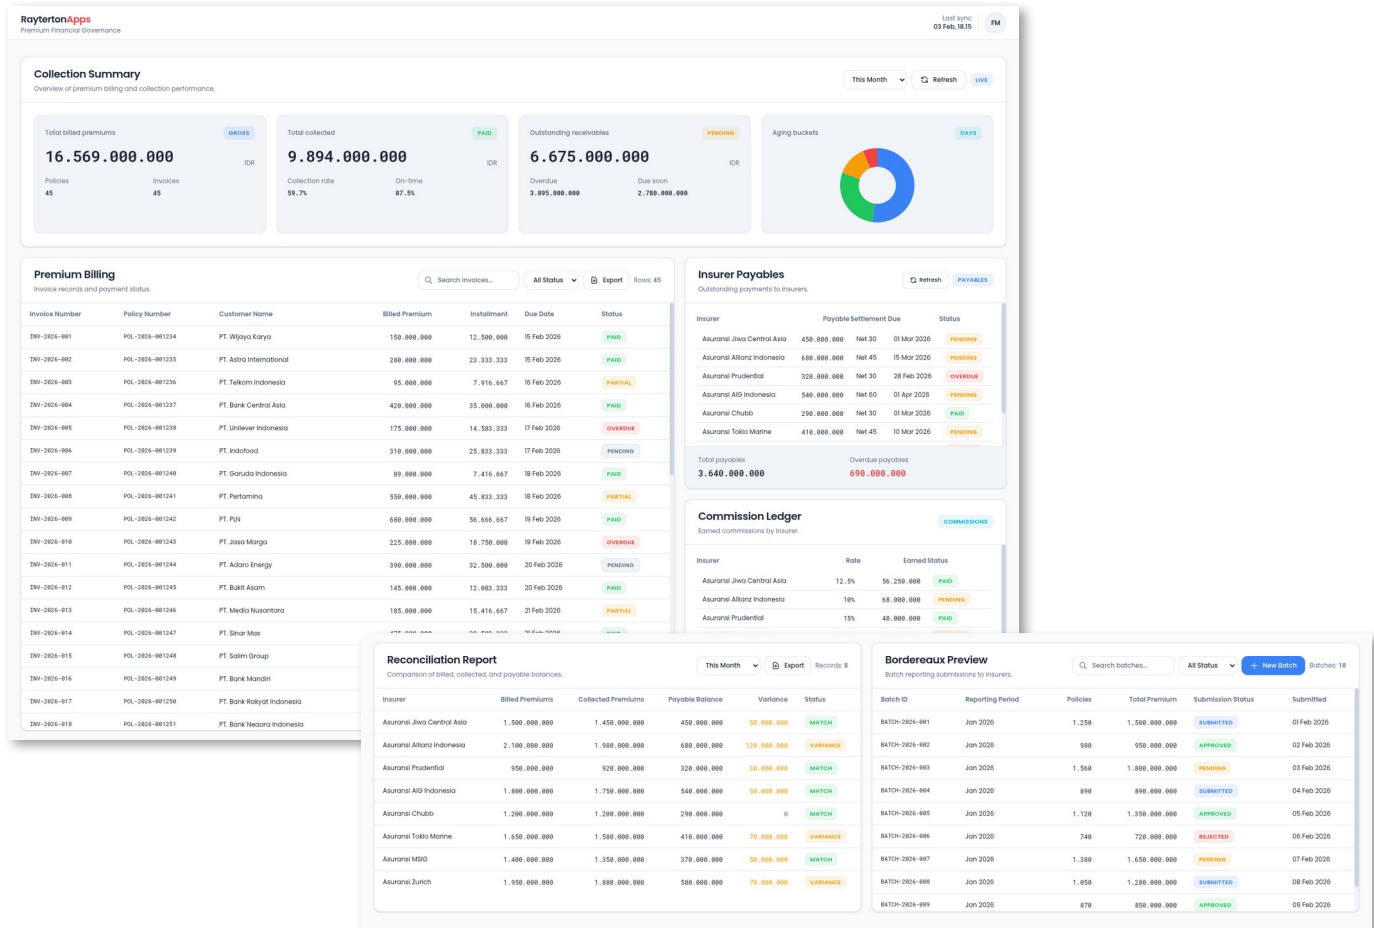 RaytertonApps
Premium Financial Governance
Last sync
03 Feb, 18.15
FM
Collection Summary
Overview of premium billing and collection performance.
This Month
Refresh
LIVE
Total billed premiums
GROSS
16.569.000.000
IDR
Policies
Invoices
45
45
Total collected
PAID
9.894.000.000
IDR
Collection rate
On-time
59.7%
87.5%
Outstanding receivables
PENDING
6.675.000.000
IDR
Overdue
Due soon
3.895.000.000
2.780.000.000
Aging buckets
DAYS
Premium Billing
Invoice records and payment status.
Search invoices...
All Status
Export
Rows: 45
Invoice Number Policy Number Customer Name Billed Premium Installment Due Date Status
INV-2026-001 POL-2026-001234 PT. Wijaya Karya 150.000.000 12.500.000 15 Feb 2026 PAID
INV-2026-002 POL-2026-001235 PT. Astra International 280.000.000 23.333.333 15 Feb 2026 PAID
INV-2026-003 POL-2026-001236 PT. Telkom Indonesia 95.000.000 7.916.667 16 Feb 2026 PARTIAL
INV-2026-004 POL-2026-001237 PT. Bank Central Asia 420.000.000 35.000.000 16 Feb 2026 PAID
INV-2026-005 POL-2026-001238 PT. Unilever Indonesia 175.000.000 14.583.333 17 Feb 2026 OVERDUE
INV-2026-006 POL-2026-001239 PT. Indofood 310.000.000 25.833.333 17 Feb 2026 PENDING
INV-2026-007 POL-2026-001240 PT. Garuda Indonesia 89.000.000 7.416.667 18 Feb 2026 PAID
INV-2026-008 POL-2026-001241 PT. Pertamina 550.000.000 45.833.333 18 Feb 2026 PARTIAL
INV-2026-009 POL-2026-001242 PT. PLN 680.000.000 56.666.667 19 Feb 2026 PAID
INV-2026-010 POL-2026-001243 PT. Jasa Marga 225.000.000 18.750.000 19 Feb 2026 OVERDUE
INV-2026-011 POL-2026-001244 PT. Adaro Energy 390.000.000 32.500.000 20 Feb 2026 PENDING
INV-2026-012 POL-2026-001245 PT. Bukit Asam 145.000.000 12.083.333 20 Feb 2026 PAID
INV-2026-013 POL-2026-001246 PT. Media Nusantara 185.000.000 15.416.667 21 Feb 2026 PARTIAL
INV-2026-014 POL-2026-001247 PT. Sinar Mas
INV-2026-015 POL-2026-001248 PT. Salim Group
INV-2026-016 POL-2026-001249 PT. Bank Mandiri
INV-2026-017 POL-2026-001250 PT. Bank Rakyat Indonesia
INV-2026-018 POL-2026-001251 PT. Bank Negara Indonesia
Insurer Payables
Outstanding payments to insurers.
Refresh
PAYABLES
Insurer Payable Settlement Due Status
Asuransi Jiwa Central Asia 450.000.000 Net 30 01 Mar 2026 PENDING
Asuransi Allianz Indonesia 680.000.000 Net 45 15 Mar 2026 PENDING
Asuransi Prudential 320.000.000 Net 30 28 Feb 2026 OVERDUE
Asuransi AIG Indonesia 540.000.000 Net 60 01 Apr 2026 PENDING
Asuransi Chubb 290.000.000 Net 30 01 Mar 2026 PAID
Asuransi Tokio Marine 410.000.000 Net 45 10 Mar 2026 PENDING
Total payables
Overdue payables
3.640.000.000
690.000.000
Commission Ledger
Earned commissions by insurer.
COMMISSIONS
Insurer Rate Earned Status
Asuransi Jiwa Central Asia 12.5% 56.250.000 PAID
Asuransi Allianz Indonesia 10% 68.000.000 PENDING
Asuransi Prudential 15% 48.000.000 PAID
Reconciliation Report
Comparison of billed, collected, and payable balances.
This Month
Export
Records: 8
Insurer Billed Premiums Collected Premiums Payable Balance Variance Status
Asuransi Jiwa Central Asia 1.500.000.000 1.450.000.000 450.000.000 50.000.000 MATCH
Asuransi Allianz Indonesia 2.100.000.000 1.980.000.000 680.000.000 120.000.000 VARIANCE
Asuransi Prudential 950.000.000 920.000.000 320.000.000 30.000.000 MATCH
Asuransi AIG Indonesia 1.800.000.000 1.750.000.000 540.000.000 50.000.000 MATCH
Asuransi Chubb 1.200.000.000 1.200.000.000 290.000.000 0 MATCH
Asuransi Tokio Marine 1.650.000.000 1.580.000.000 410.000.000 70.000.000 VARIANCE
Asuransi MSIG 1.400.000.000 1.350.000.000 370.000.000 50.000.000 MATCH
Asuransi Zurich 1.950.000.000 1.880.000.000 580.000.000 70.000.000 VARIANCE
Bordereaux Preview
Batch reporting submissions to insurers.
Search batches...
All Status
+ New Batch
Batches: 10
Batch ID Reporting Period Policies Total Premium Submission Status Submitted
BATCH-2026-001 Jan 2026 1.250 1.500.000.000 SUBMITTED 01 Feb 2026
BATCH-2026-002 Jan 2026 980 950.000.000 APPROVED 02 Feb 2026
BATCH-2026-003 Jan 2026 1.560 1.800.000.000 PENDING 03 Feb 2026
BATCH-2026-004 Jan 2026 890 890.000.000 SUBMITTED 04 Feb 2026
BATCH-2026-005 Jan 2026 1.120 1.350.000.000 APPROVED 05 Feb 2026
BATCH-2026-006 Jan 2026 740 720.000.000 REJECTED 06 Feb 2026
BATCH-2026-007 Jan 2026 1.380 1.650.000.000 PENDING 07 Feb 2026
BATCH-2026-008 Jan 2026 1.050 1.280.000.000 SUBMITTED 08 Feb 2026
BATCH-2026-009 Jan 2026 870 850.000.000 APPROVED 09 Feb 2026